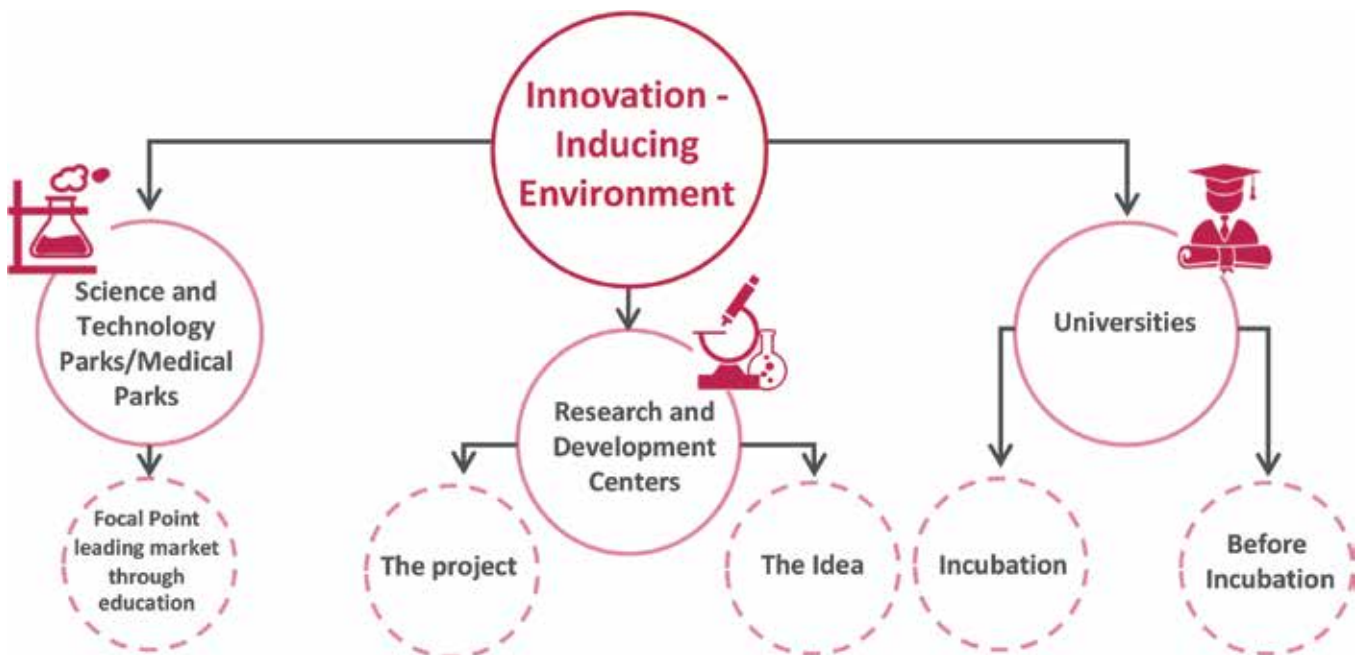 Innovation -
Inducing
Environment
Science and
Technology
Parks/Medical
Parks
Research and
Development
Centers
Universities
Focal Point
leading market
through
education
The project
The Idea
Incubation
Before
Incubation